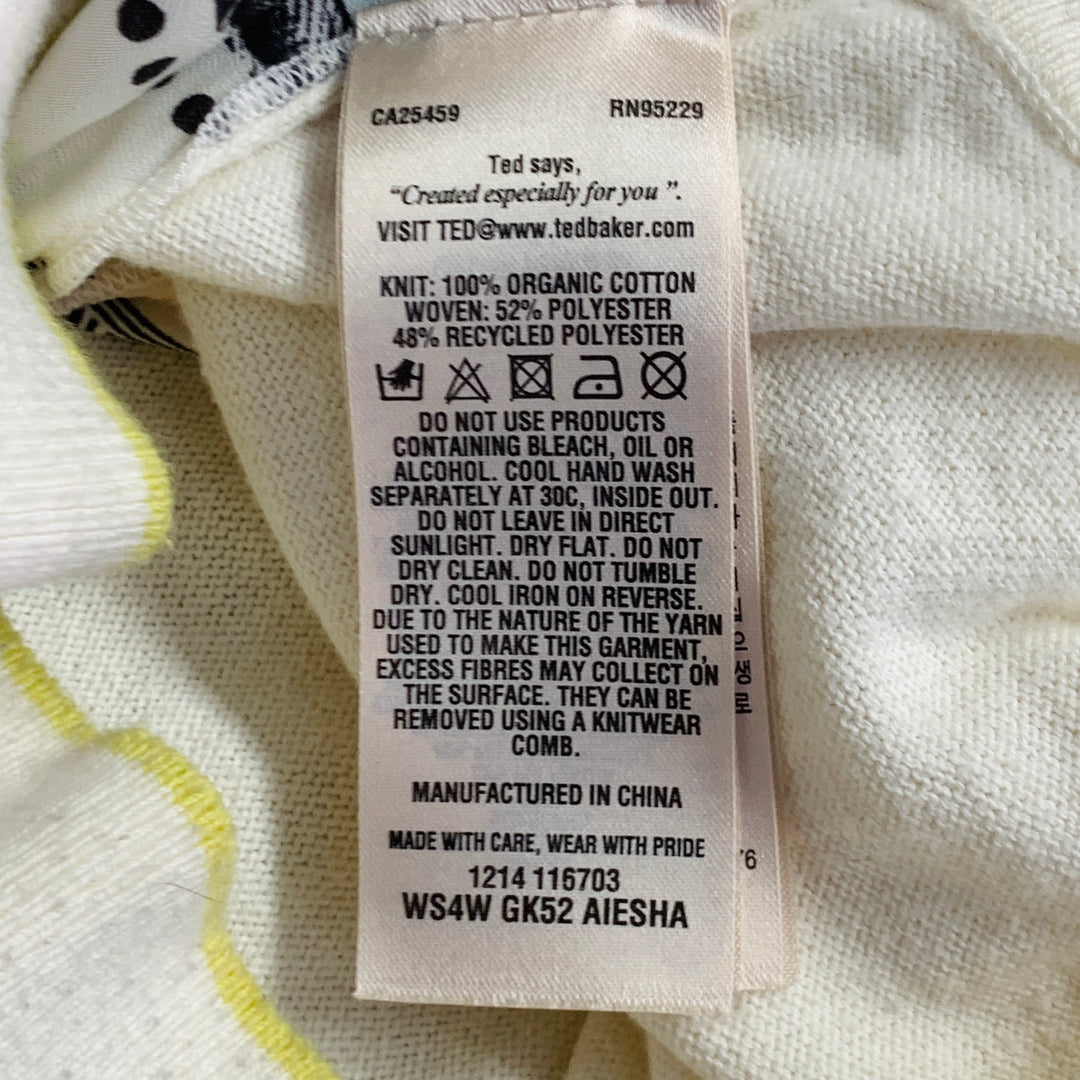 CA25459 RN95229
Ted says,
“Created especially for you ”.
VISIT TED@www.tedbaker.com
KNIT: 100% ORGANIC COTTON
WOVEN: 52% POLYESTER
48% RECYCLED POLYESTER
DO NOT USE PRODUCTS
CONTAINING BLEACH, OIL OR
ALCOHOL. COOL HAND WASH
SEPARATELY AT 30C, INSIDE OUT.
DO NOT LEAVE IN DIRECT
SUNLIGHT. DRY FLAT. DO NOT
DRY CLEAN. DO NOT TUMBLE
DRY. COOL IRON ON REVERSE.
DUE TO THE NATURE OF THE YARN
USED TO MAKE THIS GARMENT,
EXCESS FIBRES MAY COLLECT ON
THE SURFACE. THEY CAN BE
REMOVED USING A KNITWEAR
COMB.
MANUFACTURED IN CHINA
MADE WITH CARE, WEAR WITH PRIDE
1214 116703
WS4W GK52 AIESHA